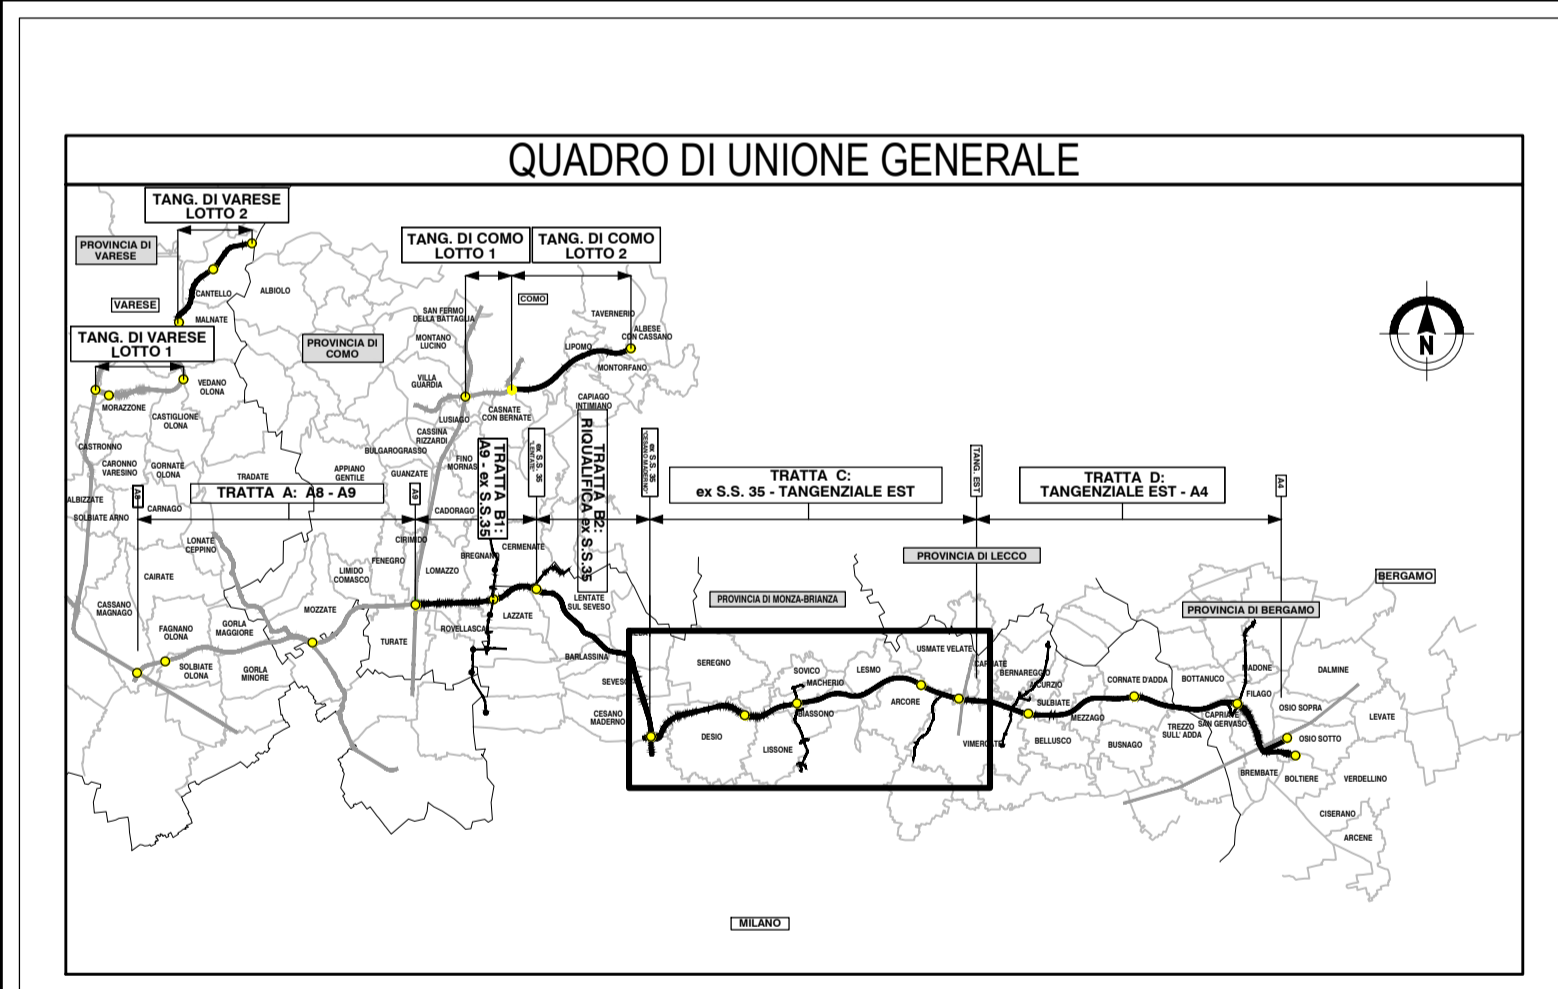 QUADRO DI UNIONE GENERALE
TANG. DI VARESE
LOTTO 2
PROVINCIA DI
VARESE
CANTELLO
ALBIOLO
VARESE
MALNATE
TANG. DI VARESE
LOTTO 1
VEDANO
OLONA
MORAZZONE
CASTIGLIONE
OLONA
PROVINCIA DI
COMO
TANG. DI COMO
LOTTO 1
TANG. DI COMO
LOTTO 2
COMO
SAN FERMO
DELLA BATTAGLIA
MONTANO
LUCINO
VILLA
GUARDIA
TAVERNERIO
ALBESE
CON CASSANO
LIPOMO
MONTORFANO
CAPIAGO
INTIMIANO
LUSIAGO
CASNATE
CON BERNATE
CASSINA
RIZZARDI
BULGAROGRASSO
FINO
MORNAS
GUANZATE
APPIANO
GENTILE
TRADATE
CASTRONNO
CARONNO
VARESINO
GORNATE
OLONA
ALBIZZATE
SOLBIATE ARNO
CARNAGO
A8
TRATTA A: A8 - A9
A9
TRATTA B1:
A9 - ex S.S.35
ex S.S. 35
"LENTATE"
TRATTA B2:
RIQUALIFICA ex S.S.35
ex S.S. 35
"CESANO MADERNO"
TRATTA C:
ex S.S. 35 - TANGENZIALE EST
TANG. EST
TRATTA D:
TANGENZIALE EST - A4
A4
N
LONATE
CEPPINO
CADORAGO
CIRIMIDO
FENEGRO
LOMAZZO
BREGNANO
CERMENATE
LIMIDO
COMASCO
CAIRATE
CASSANO
MAGNAGO
MOZZATE
FAGNANO
OLONA
GORLA
MAGGIORE
SOLBIATE
OLONA
GORLA
MINORE
TURATE
ROVELLASCA
LAZZATE
LENTATE
SUL SEVESO
BARLASSINA
SEVESO
CESANO
MADERNO
PROVINCIA DI MONZA-BRIANZA
PROVINCIA DI LECCO
PROVINCIA DI BERGAMO
BERGAMO
SEREGNO
SOVICO
MACHERIO
LESMO
USMATE VELATE
BIASSONO
ARCORE
DESIO
LISSONE
BERNAREGGIO
SULBIATE
MEZZAGO
CORNATE D'ADDA
BOTTANUCO
BELLUSCO
BUSNAGO
TREZZO
SULL' ADDA
CAPRIATE
SAN GERVASO
MADONE
FILAGO
DALMINE
OSIO SOPRA
LEVATE
OSIO SOTTO
BREMBATE
BOLTIERE
VERDELLINO
CISERANO
ARCENE
MILANO